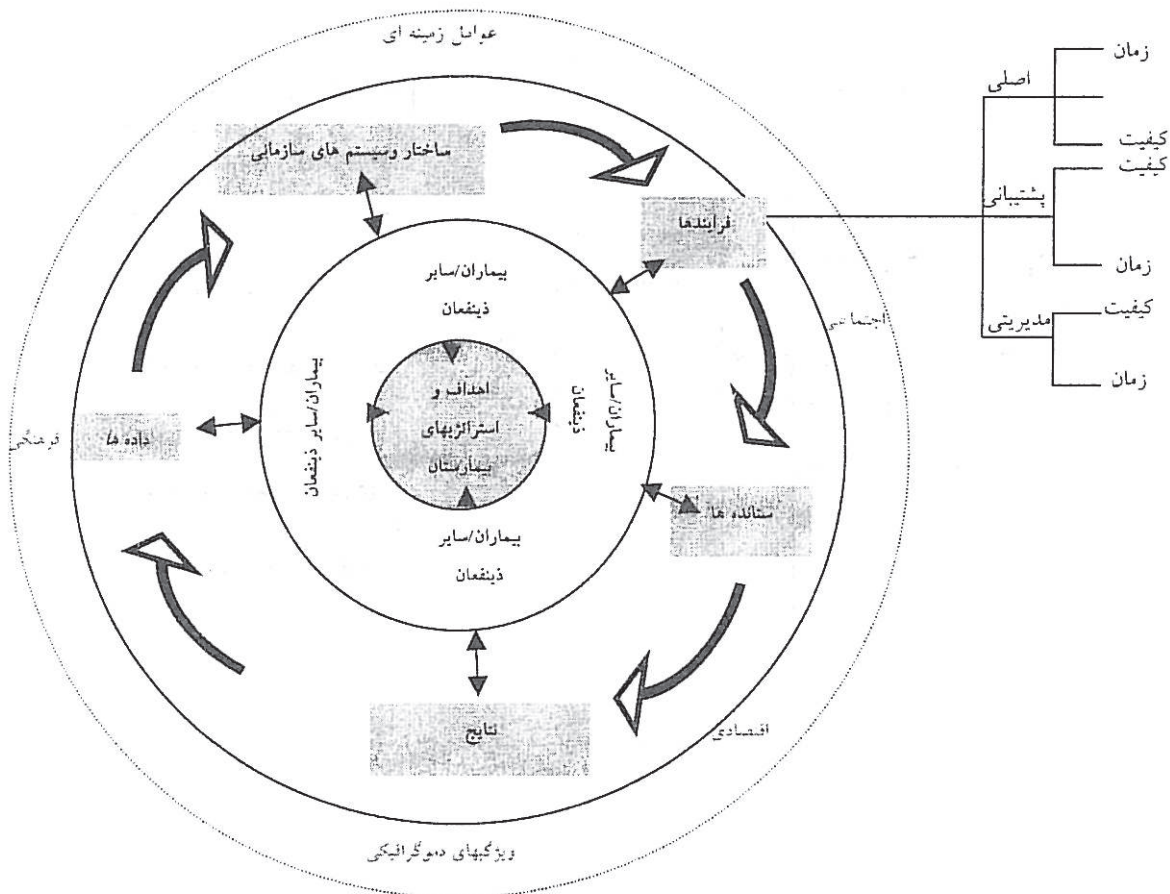 عوامل زمینه ای
ساختار وسیستم های سازمانی
فرایندها
ستانده ها
نتایج
داده ها
بیماران/سایر
ذینفعان
بیماران/سایر
ذینفعان
بیماران/سایر
ذینفعان
بیماران/سایر ذینفعان
اهداف و
استراتژیهای
بیمارستان
اجتماعی
اقتصادی
ویژگیهای دموگرافیکی
فرهنگی
اصلی
زمان
کیفیت
پشتیبانی
کیفیت
زمان
مدیریتی
کیفیت
زمان